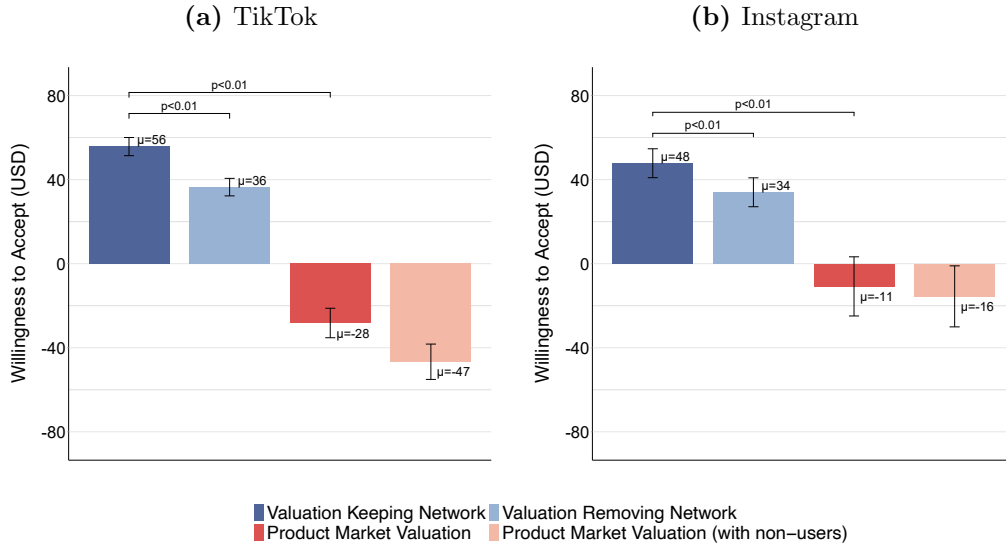 (a) TikTok
(b) Instagram
Willingness to Accept (USD)
80
40
0
-40
-80
p<0.01
p<0.01
μ=56
μ=36
μ=-28
μ=-47
Willingness to Accept (USD)
80
40
0
-40
-80
p<0.01
p<0.01
μ=48
μ=34
μ=-11
μ=-16
Valuation Keeping Network Valuation Removing Network
Product Market Valuation Product Market Valuation (with non−users)